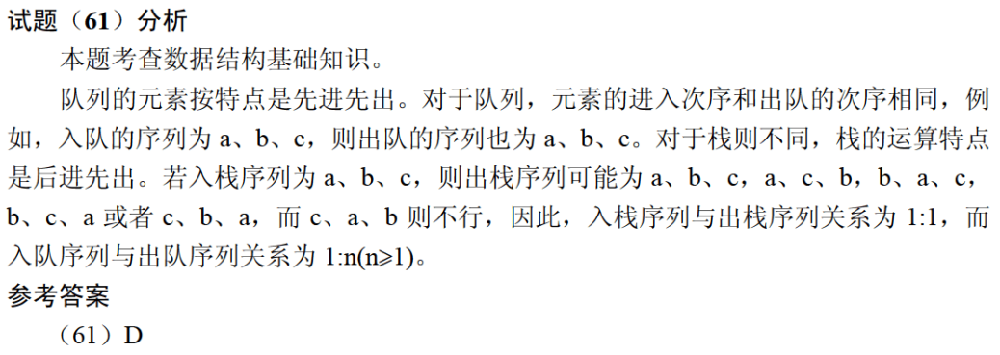 试题（61）分析
本题考查数据结构基础知识。
队列的元素按特点是先进先出。对于队列，元素的进入次序和出队的次序相同，例
如，入队的序列为 a、b、c，则出队的序列也为 a、b、c。对于栈则不同，栈的运算特点
是后进先出。若入栈序列为 a、b、c，则出栈序列可能为 a、b、c，a、c、b，b、a、c，
b、c、a 或者 c、b、a，而 c、a、b 则不行，因此，入栈序列与出栈序列关系为 1:1，而
入队序列与出队序列关系为 1:n(n⩾1)。
参考答案
（61）D